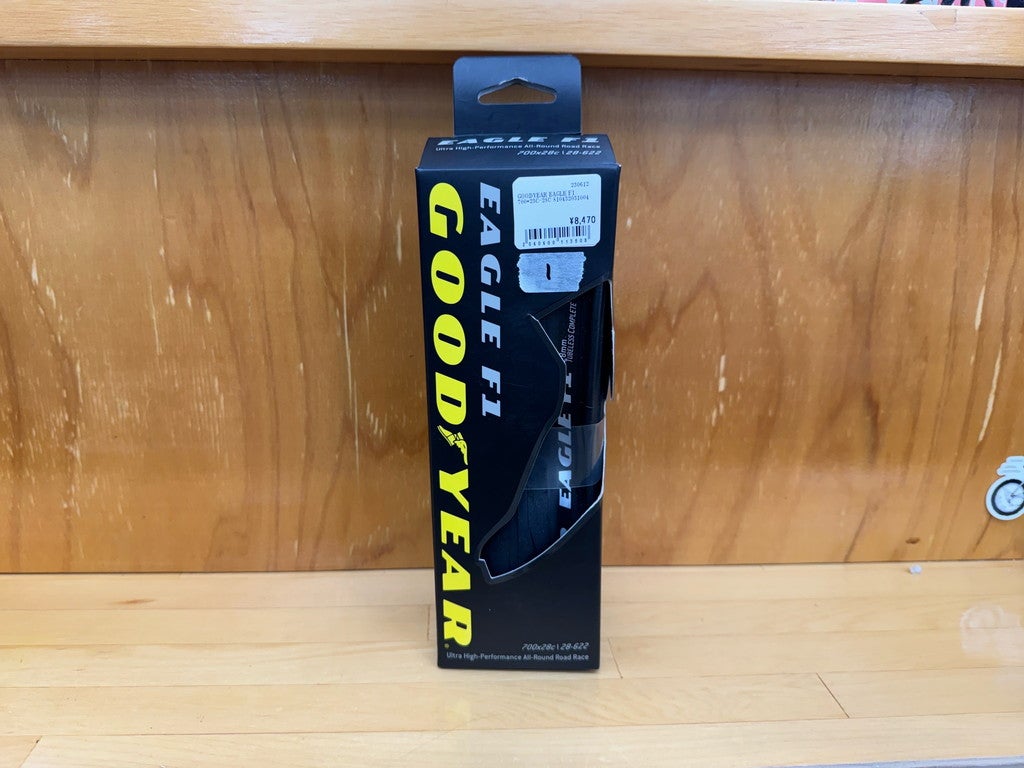 EAGLE F1
Ultra High-Performance All-Round Road Race
700x28c \ 28-622
230612
GOODYEAR EAGLE F1
¥8,470
EAGLE F1
GOODYEAR
TUBELESS COMPLETE
EAGLE F1
700x28c \ 28-622
Ultra High-Performance All-Round Road Race